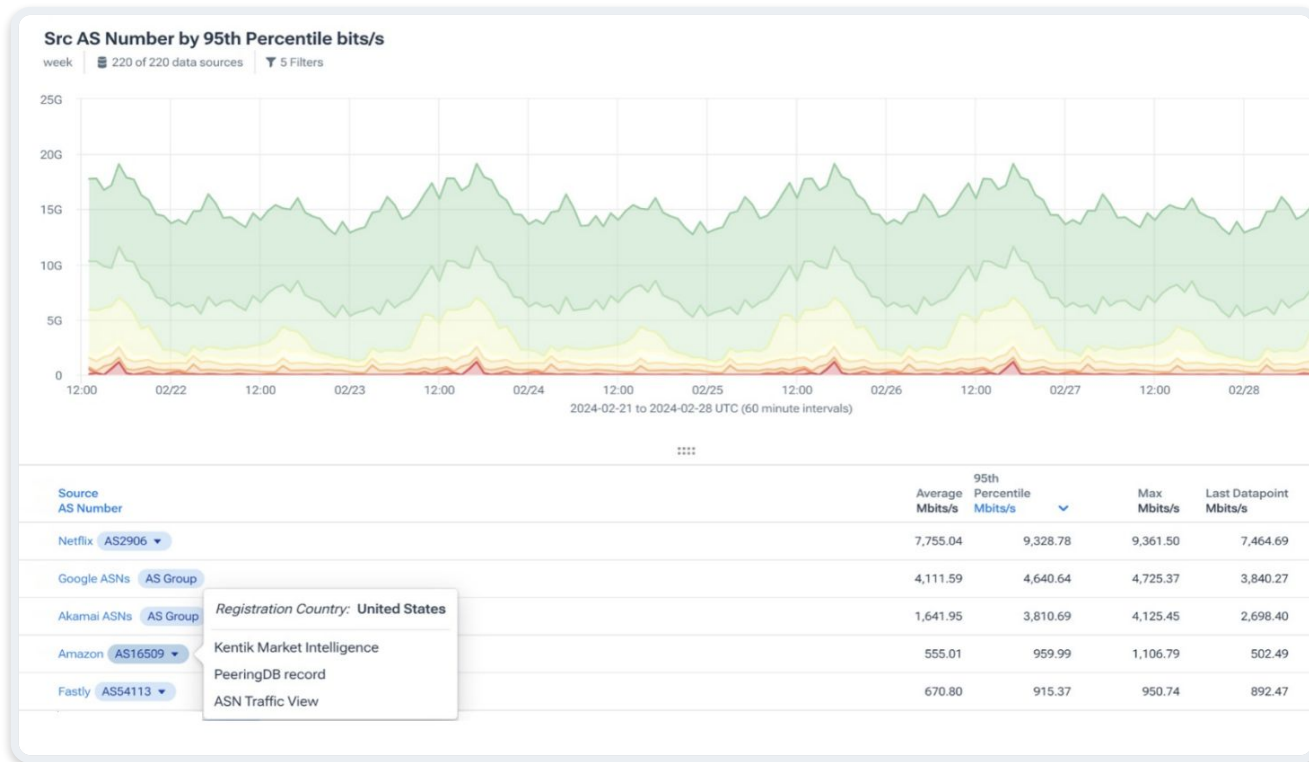 Src AS Number by 95th Percentile bits/s
week 220 of 220 data sources 5 Filters
25G
20G
15G
10G
5G
0
12:00 02/22 12:00 02/23 12:00 02/24 12:00 02/25 12:00 02/26 12:00 02/27 12:00 02/28
2024-02-21 to 2024-02-28 UTC (60 minute intervals)
Source AS Number Average Mbits/s 95th Percentile Mbits/s Max Mbits/s Last Datapoint Mbits/s
Netflix AS2906 7,755.04 9,328.78 9,361.50 7,464.69
Google ASNs AS Group 4,111.59 4,640.64 4,725.37 3,840.27
Akamai ASNs AS Group 1,641.95 3,810.69 4,125.45 2,698.40
Amazon AS16509 555.01 959.99 1,106.79 502.49
Fastly AS54113 670.80 915.37 950.74 892.47
Registration Country: United States
Kentik Market Intelligence
PeeringDB record
ASN Traffic View